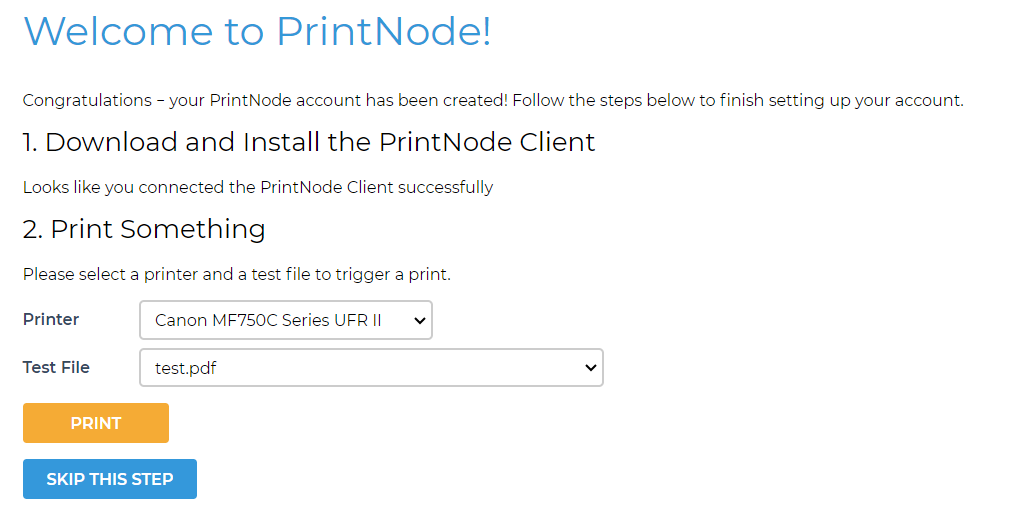 Welcome to PrintNode!
Congratulations – your PrintNode account has been created! Follow the steps below to finish setting up your account.
1. Download and Install the PrintNode Client
Looks like you connected the PrintNode Client successfully
2. Print Something
Please select a printer and a test file to trigger a print.
Printer Canon MF750C Series UFR II
Test File test.pdf
PRINT
SKIP THIS STEP